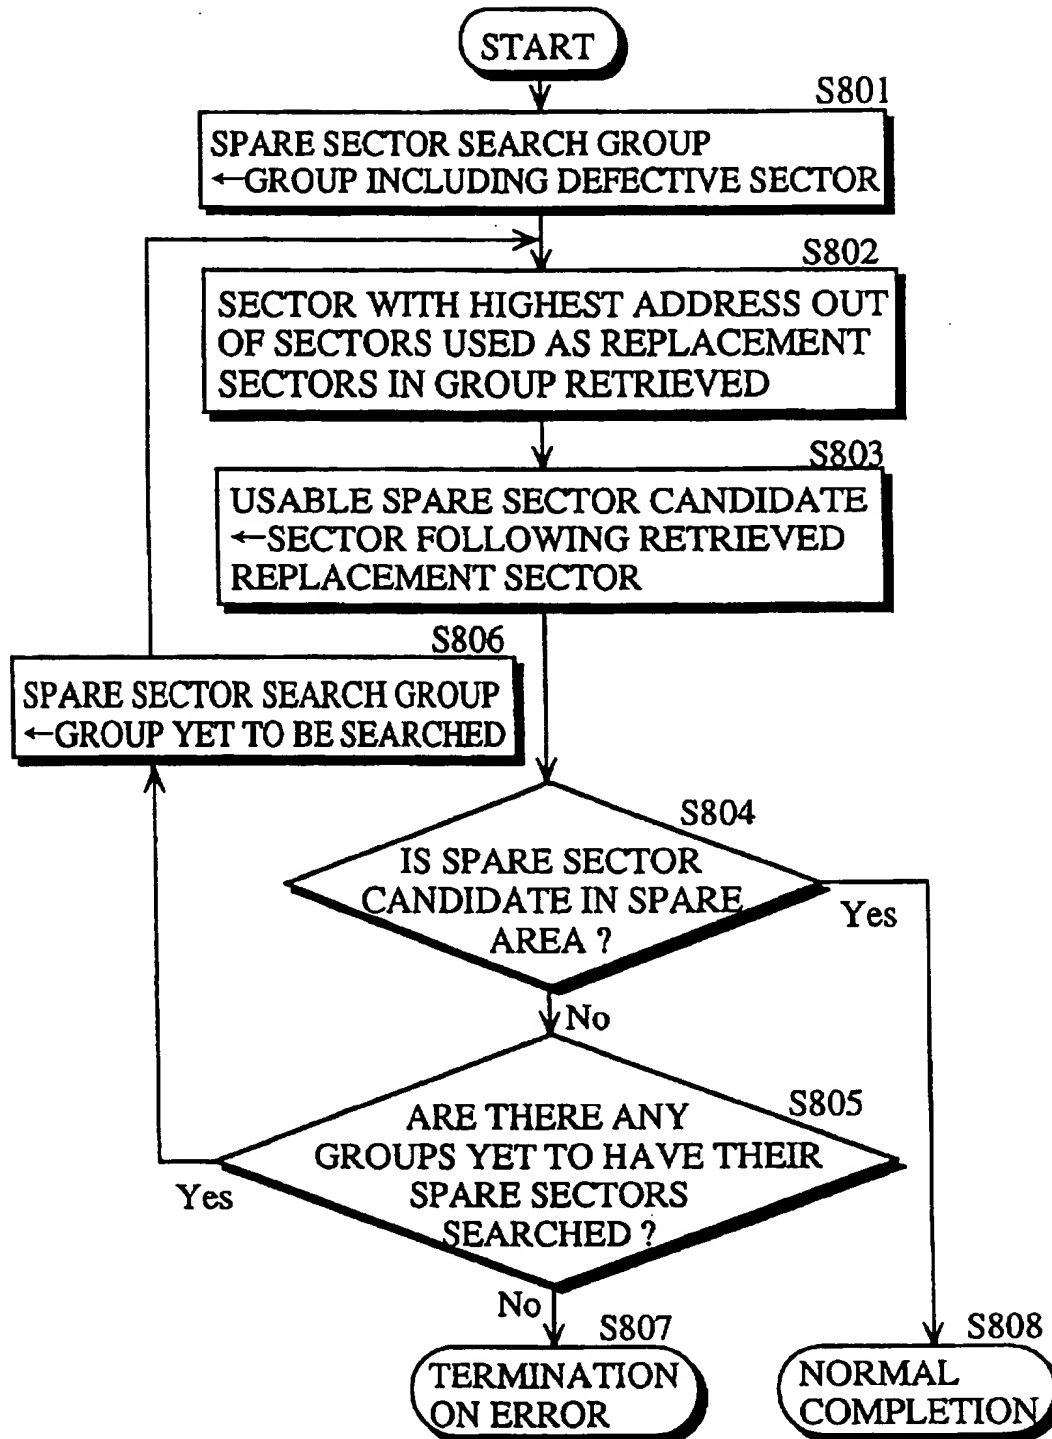 START
S801
SPARE SECTOR SEARCH GROUP
←GROUP INCLUDING DEFECTIVE SECTOR
S802
SECTOR WITH HIGHEST ADDRESS OUT
OF SECTORS USED AS REPLACEMENT
SECTORS IN GROUP RETRIEVED
S803
USABLE SPARE SECTOR CANDIDATE
←SECTOR FOLLOWING RETRIEVED
REPLACEMENT SECTOR
S806
SPARE SECTOR SEARCH GROUP
←GROUP YET TO BE SEARCHED
S804
IS SPARE SECTOR
CANDIDATE IN SPARE
AREA ?
Yes
No
S805
ARE THERE ANY
GROUPS YET TO HAVE THEIR
SPARE SECTORS
SEARCHED ?
Yes
No
S807
TERMINATION
ON ERROR
S808
NORMAL
COMPLETION